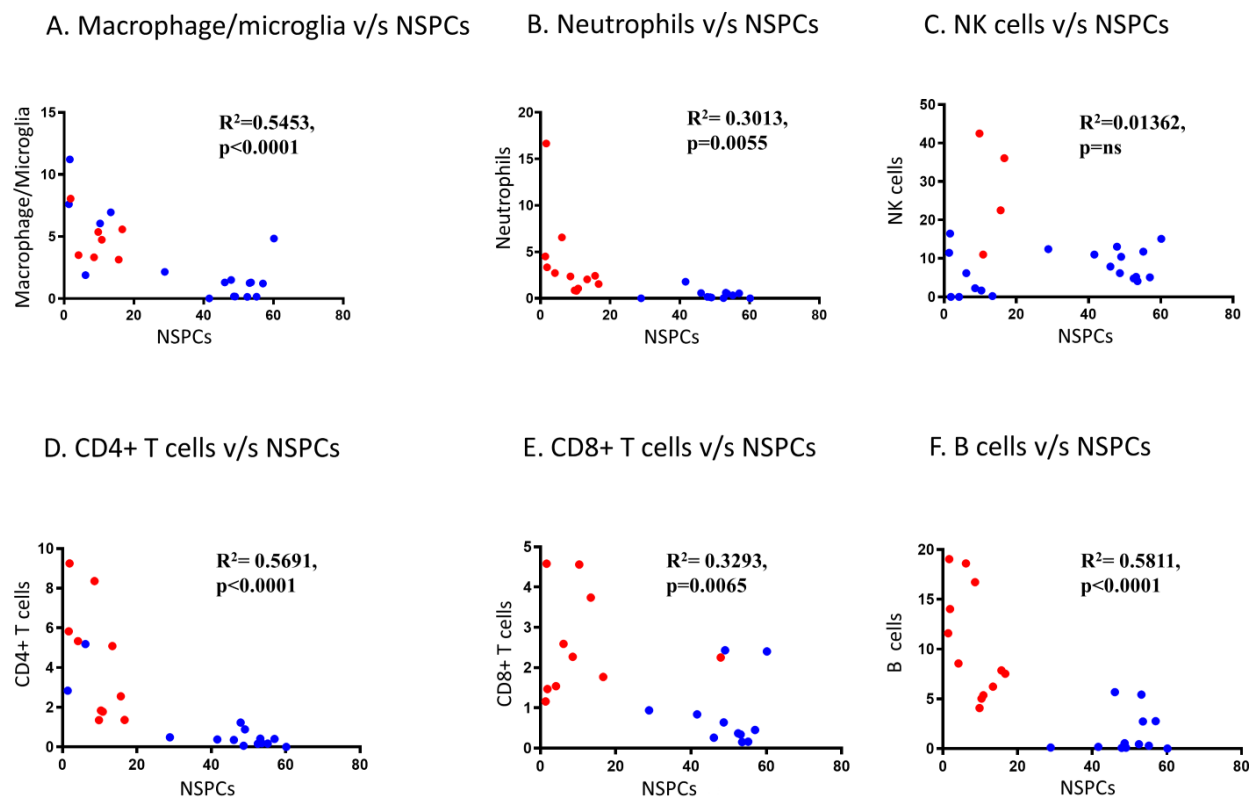 A. Macrophage/microglia v/s NSPCs
B. Neutrophils v/s NSPCs
C. NK cells v/s NSPCs
Macrophage/Microglia
15
10
5
0
R²=0.5453,
p<0.0001
0 20 40 60 80
NSPCs
Neutrophils
20
15
10
5
0
R²= 0.3013,
p=0.0055
0 20 40 60 80
NSPCs
NK cells
50
40
30
20
10
0
R²=0.01362,
p=ns
0 20 40 60 80
NSPCs
D. CD4+ T cells v/s NSPCs
E. CD8+ T cells v/s NSPCs
F. B cells v/s NSPCs
CD4+ T cells
10
8
6
4
2
0
R²= 0.5691,
p<0.0001
0 20 40 60 80
NSPCs
CD8+ T cells
5
4
3
2
1
0
R²= 0.3293,
p=0.0065
0 20 40 60 80
NSPCs
B cells
20
15
10
5
0
R²= 0.5811,
p<0.0001
0 20 40 60 80
NSPCs